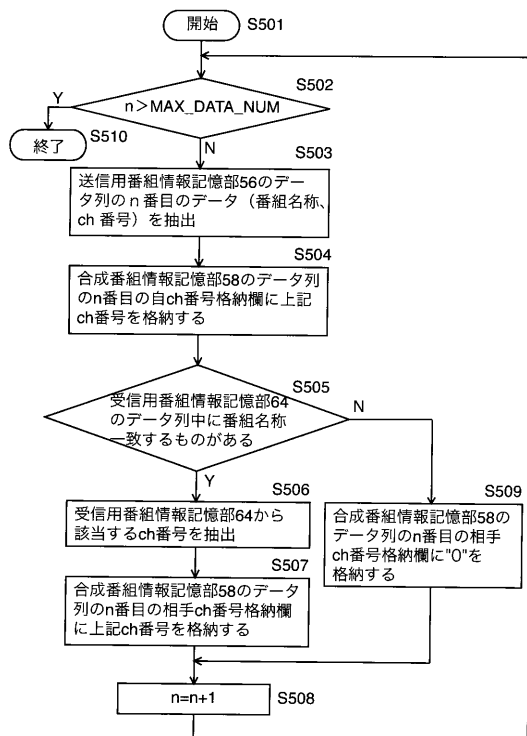 開始
S501
S502
n>MAX_DATA_NUM
Y
S510
終了
N
S503
送信用番組情報記憶部56のデー
タ列のｎ番目のデータ（番組名称、
ch 番号）を抽出
S504
合成番組情報記憶部58のデータ列
のn番目の自ch番号格納欄に上記
ch番号を格納する
S505
受信用番組情報記憶部64
のデータ列中に番組名称
一致するものがある
N
Y
S506
受信用番組情報記憶部64から
該当するch番号を抽出
S509
合成番組情報記憶部58の
データ列のn番目の相手
ch番号格納欄に"0"を
格納する
S507
合成番組情報記憶部58のデータ
列のn番目の相手ch番号格納欄
に上記ch番号を格納する
n=n+1
S508